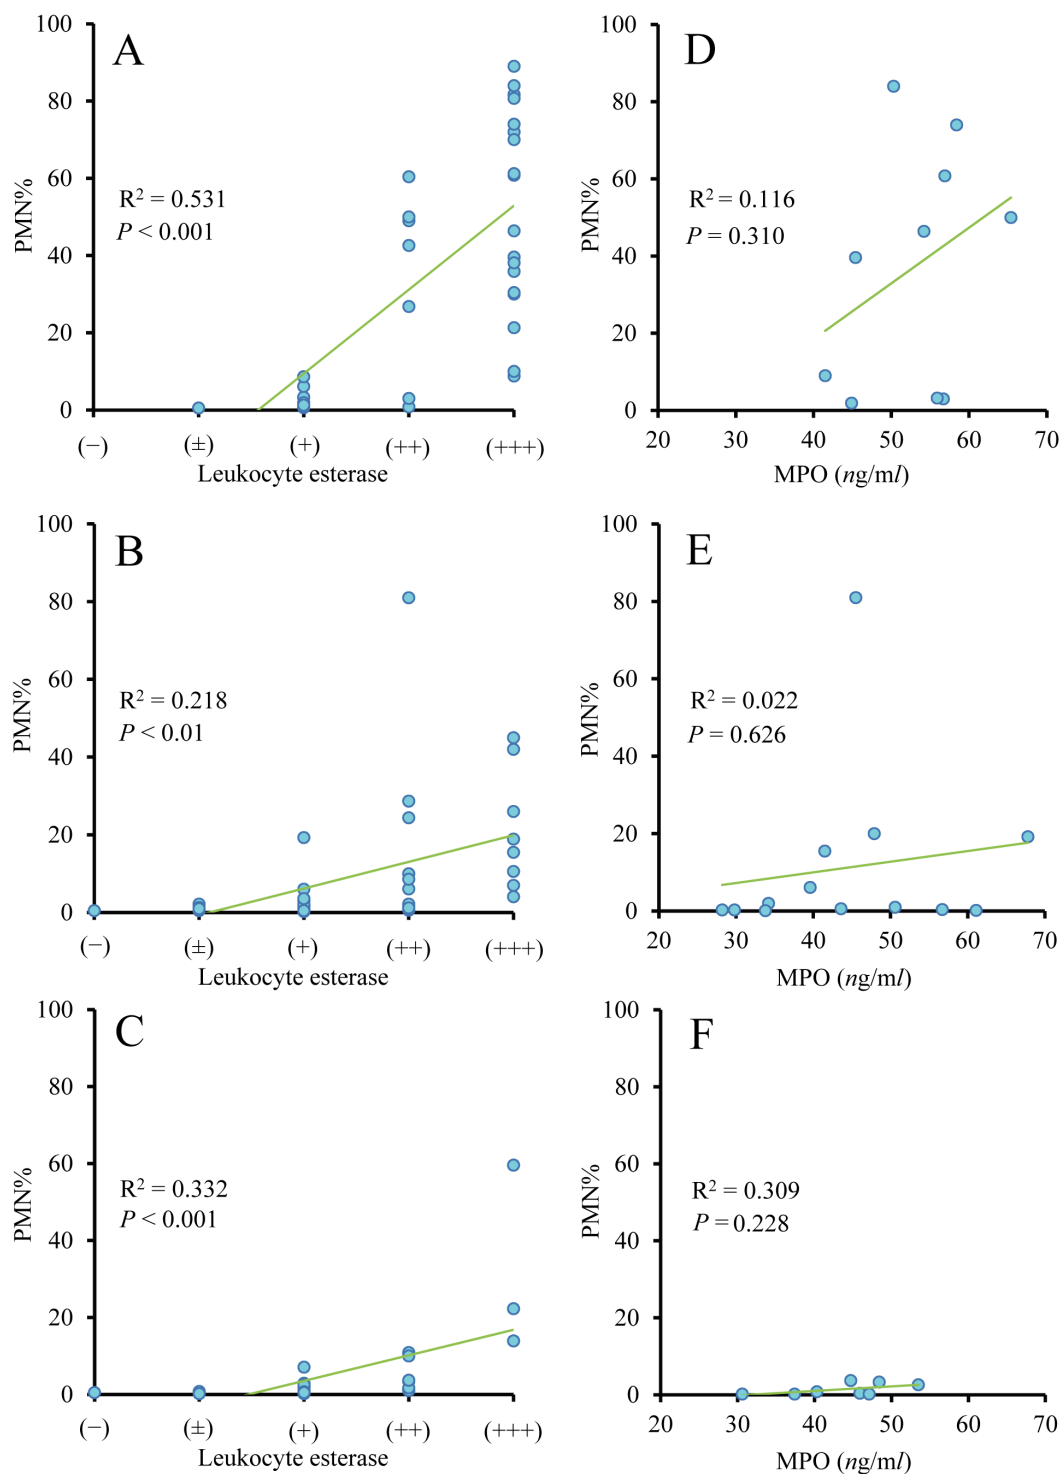 A
100
80
60
40
20
0
PMN%
R² = 0.531
P < 0.001
(−) (±) (+) (++) (+++)
Leukocyte esterase
D
100
80
60
40
20
0
PMN%
R² = 0.116
P = 0.310
20 30 40 50 60 70
MPO (ng/ml)
B
100
80
60
40
20
0
PMN%
R² = 0.218
P < 0.01
(−) (±) (+) (++) (+++)
Leukocyte esterase
E
100
80
60
40
20
0
PMN%
R² = 0.022
P = 0.626
20 30 40 50 60 70
MPO (ng/ml)
C
100
80
60
40
20
0
PMN%
R² = 0.332
P < 0.001
(−) (±) (+) (++) (+++)
Leukocyte esterase
F
100
80
60
40
20
0
PMN%
R² = 0.309
P = 0.228
20 30 40 50 60 70
MPO (ng/ml)